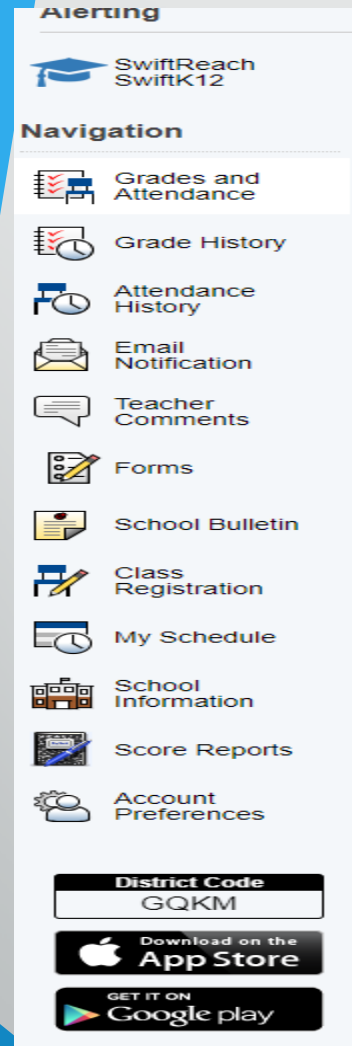 Alerting
SwiftReach
SwiftK12
Navigation
Grades and
Attendance
Grade History
Attendance
History
Email
Notification
Teacher
Comments
Forms
School Bulletin
Class
Registration
My Schedule
School
Information
Score Reports
Account
Preferences
District Code
GQKM
Download on the
App Store
GET IT ON
Google play